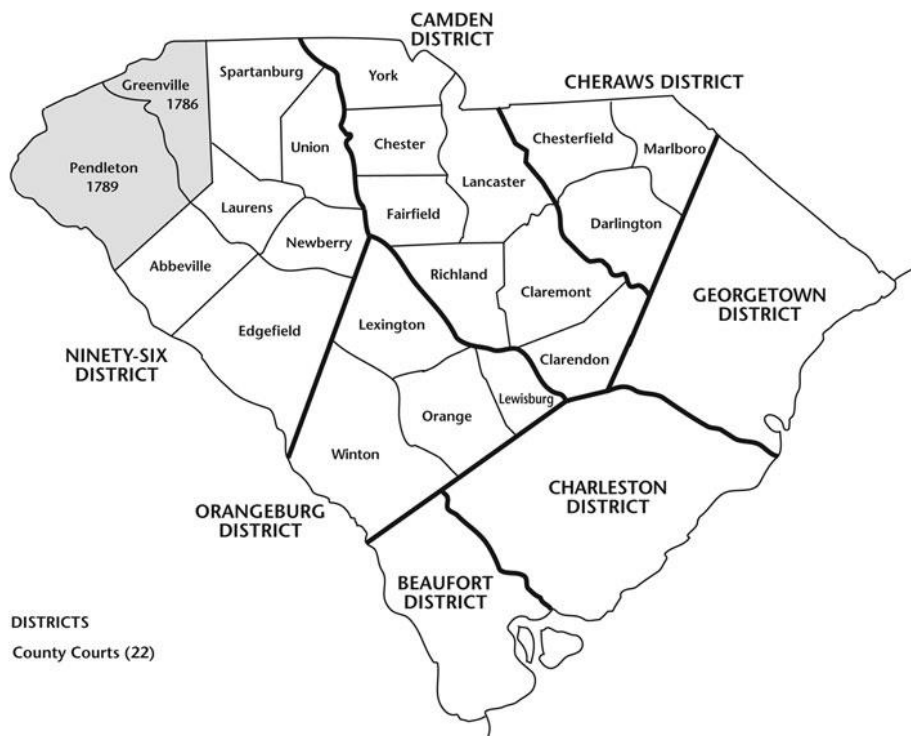 CAMDEN
DISTRICT
CHERAWS DISTRICT
Spartanburg
York
Greenville
1786
Union
Chester
Chesterfield
Marlboro
Pendleton
1789
Lancaster
Laurens
Fairfield
Darlington
Newberry
Abbeville
Richland
Claremont
GEORGETOWN
DISTRICT
Edgefield
Lexington
NINETY-SIX
DISTRICT
Clarendon
Lewisburg
Orange
Winton
CHARLESTON
DISTRICT
ORANGEBURG
DISTRICT
BEAUFORT
DISTRICT
DISTRICTS
County Courts (22)